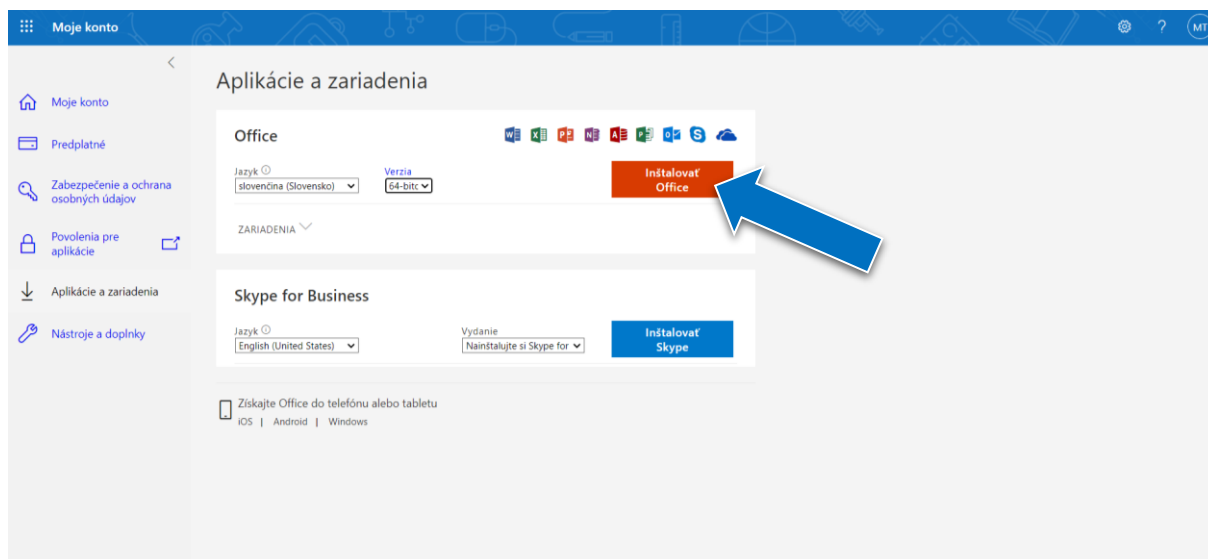 Moje konto
?
MT
Moje konto
Predplatné
Zabezpečenie a ochrana
osobných údajov
Povolenia pre
aplikácie
Aplikácie a zariadenia
Nástroje a doplnky
Aplikácie a zariadenia
Office
Jazyk
Verzia
slovenčina (Slovensko)
64-bitc
Inštalovať
Office
ZARIADENIA
Skype for Business
Jazyk
Vydanie
English (United States)
Nainštalujte si Skype for
Inštalovať
Skype
Získajte Office do telefónu alebo tabletu
iOS | Android | Windows